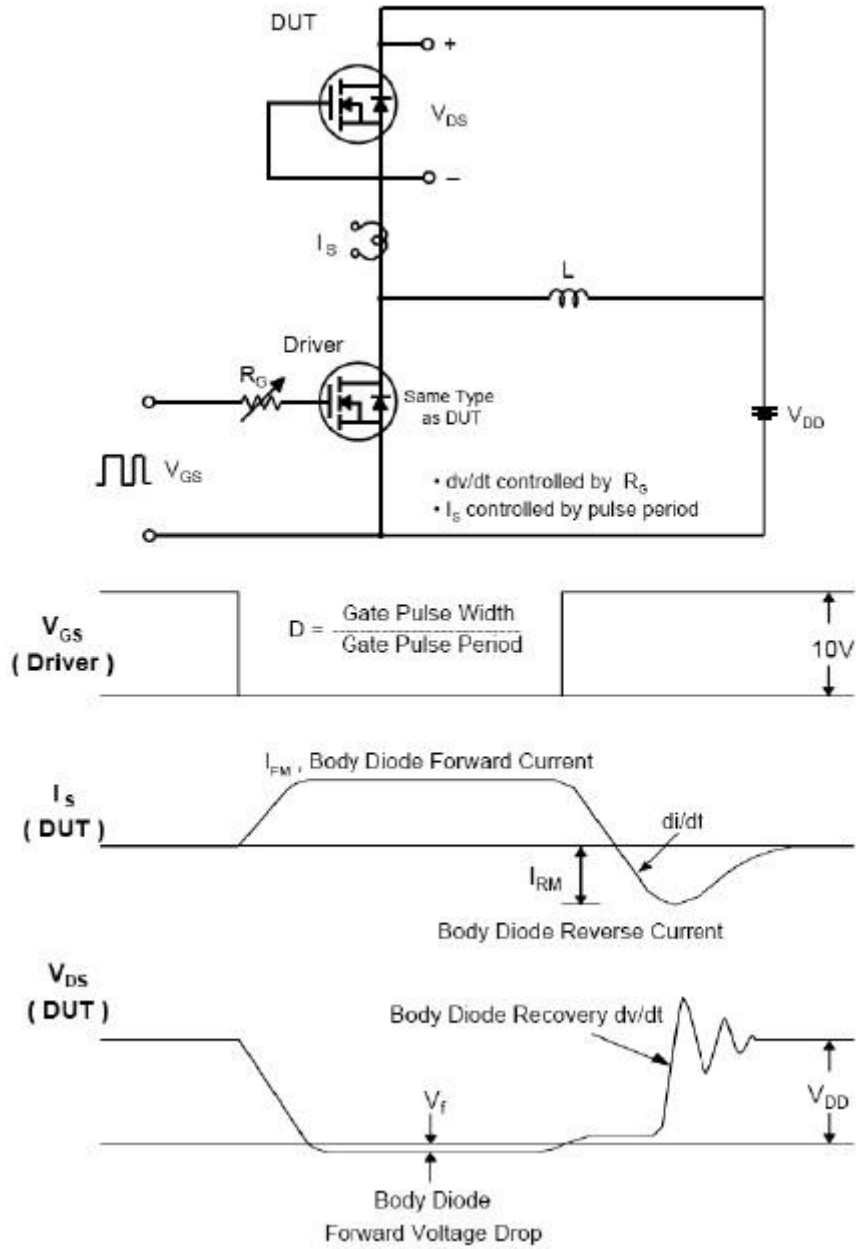 DUT
+
V_DS
–
I_S
L
Driver
R_G
Same Type
as DUT
V_DD
V_GS
• dv/dt controlled by R_G
• I_S controlled by pulse period
V_GS
( Driver )
D = Gate Pulse Width
Gate Pulse Period
10V
I_FM , Body Diode Forward Current
I_S
( DUT )
di/dt
I_RM
Body Diode Reverse Current
V_DS
( DUT )
Body Diode Recovery dv/dt
V_f
V_DD
Body Diode
Forward Voltage Drop